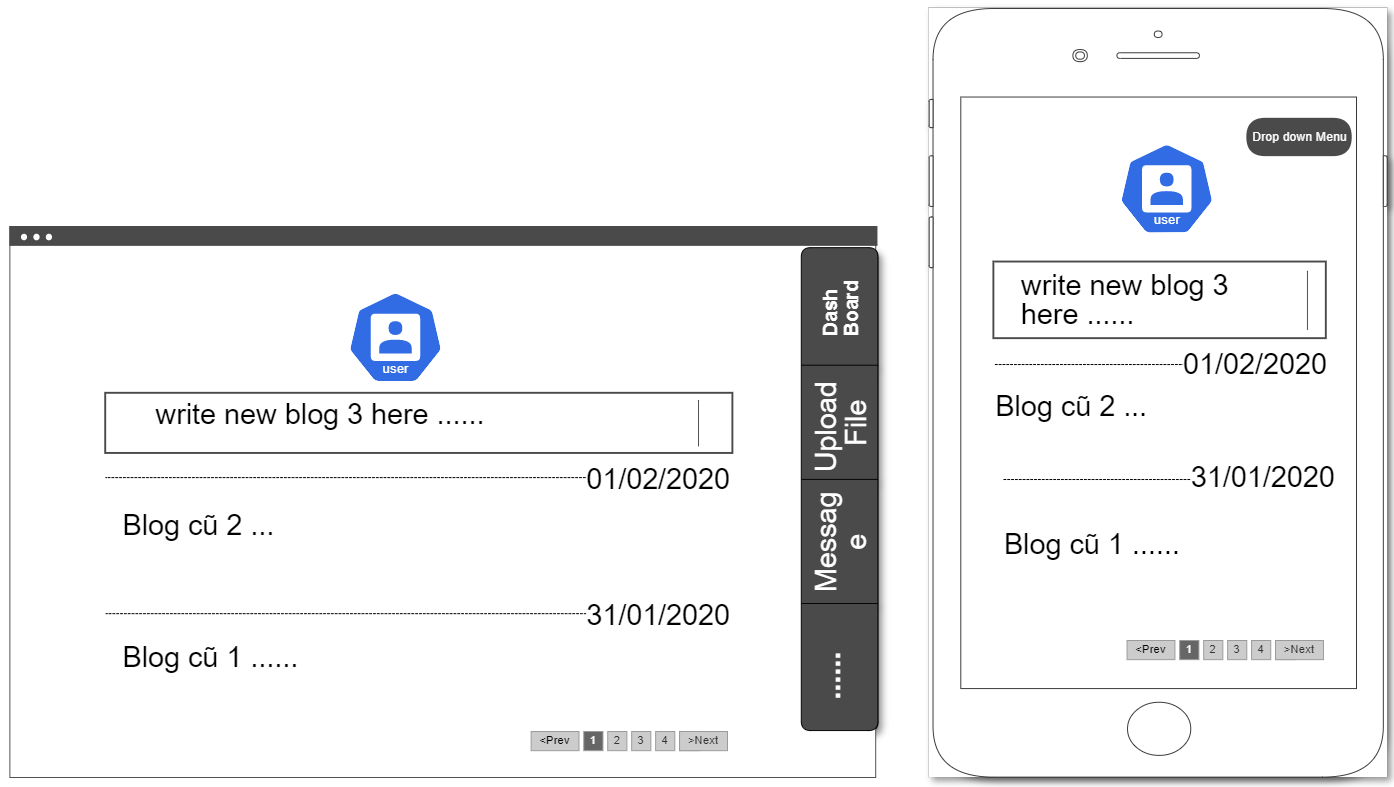 user
write new blog 3 here ......
01/02/2020
Blog cũ 2 ...
31/01/2020
Blog cũ 1 ......
<Prev 1 2 3 4 >Next
Dash
Board
Upload
File
Messag
e
......
Drop down Menu
user
write new blog 3
here ......
01/02/2020
Blog cũ 2 ...
31/01/2020
Blog cũ 1 ......
<Prev 1 2 3 4 >Next